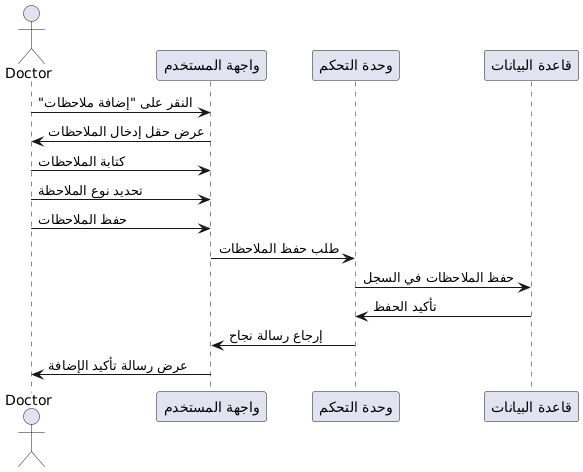 Doctor
واجهة المستخدم
وحدة التحكم
قاعدة البيانات
النقر على "إضافة ملاحظات"
عرض حقل إدخال الملاحظات
كتابة الملاحظات
تحديد نوع الملاحظة
حفظ الملاحظات
طلب حفظ الملاحظات
حفظ الملاحظات في السجل
تأكيد الحفظ
إرجاع رسالة نجاح
عرض رسالة تأكيد الإضافة
Doctor
واجهة المستخدم
وحدة التحكم
قاعدة البيانات